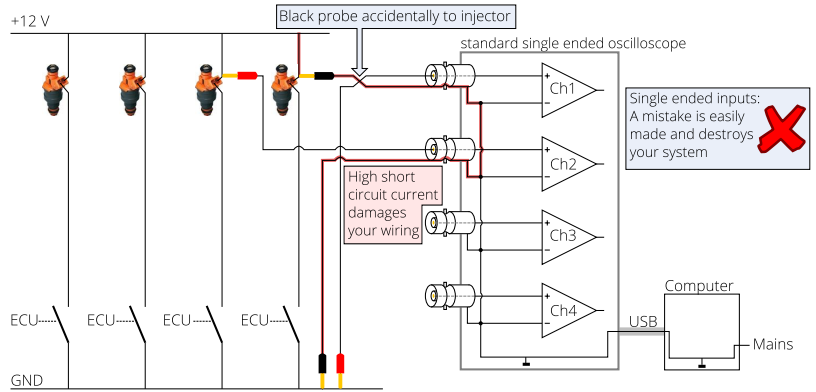 Black probe accidentally to injector
+12 V
standard single ended oscilloscope
+
Ch1
−
Single ended inputs:
A mistake is easily
made and destroys
your system
+
Ch2
−
High short
circuit current
damages
your wiring
+
Ch3
−
+
Ch4
−
Computer
ECU
ECU
ECU
ECU
USB
Mains
GND